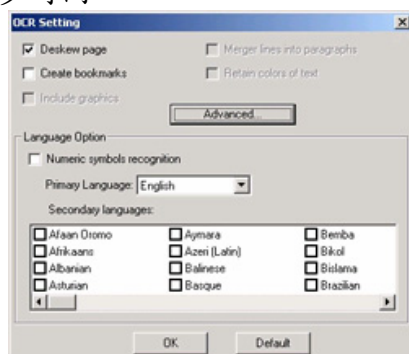 OCR Setting
Deskew page
Merger lines into paragraphs
Create bookmarks
Retain colors of text
Include graphics
Advanced...
Language Option
Numeric symbols recognition
Primary Language: English
Secondary languages:
Afaan Oromo Aymara Bemba
Afrikaans Azeri (Latin) Bikol
Albanian Balinese Bislama
Asturian Basque Brazilian
OK Default